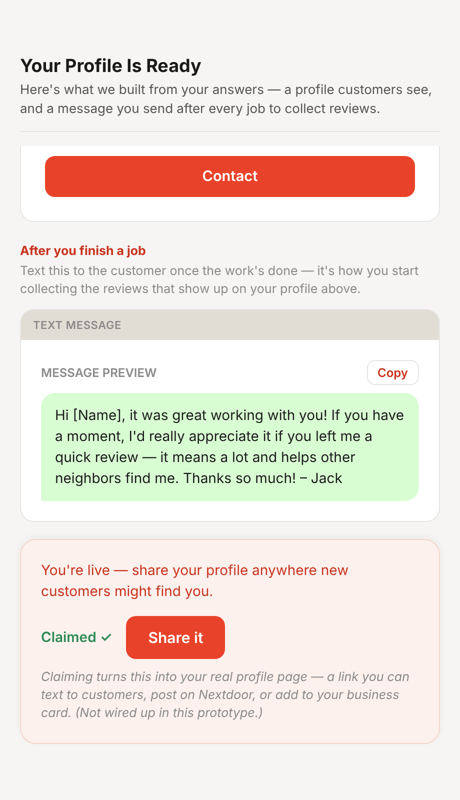 Your Profile Is Ready
Here's what we built from your answers — a profile customers see,
and a message you send after every job to collect reviews.
Contact
After you finish a job
Text this to the customer once the work's done — it's how you start
collecting the reviews that show up on your profile above.
TEXT MESSAGE
MESSAGE PREVIEW
Copy
Hi [Name], it was great working with you! If you have
a moment, I'd really appreciate it if you left me a
quick review — it means a lot and helps other
neighbors find me. Thanks so much! – Jack
You're live — share your profile anywhere new
customers might find you.
Claimed ✓
Share it
Claiming turns this into your real profile page — a link you can
text to customers, post on Nextdoor, or add to your business
card. (Not wired up in this prototype.)